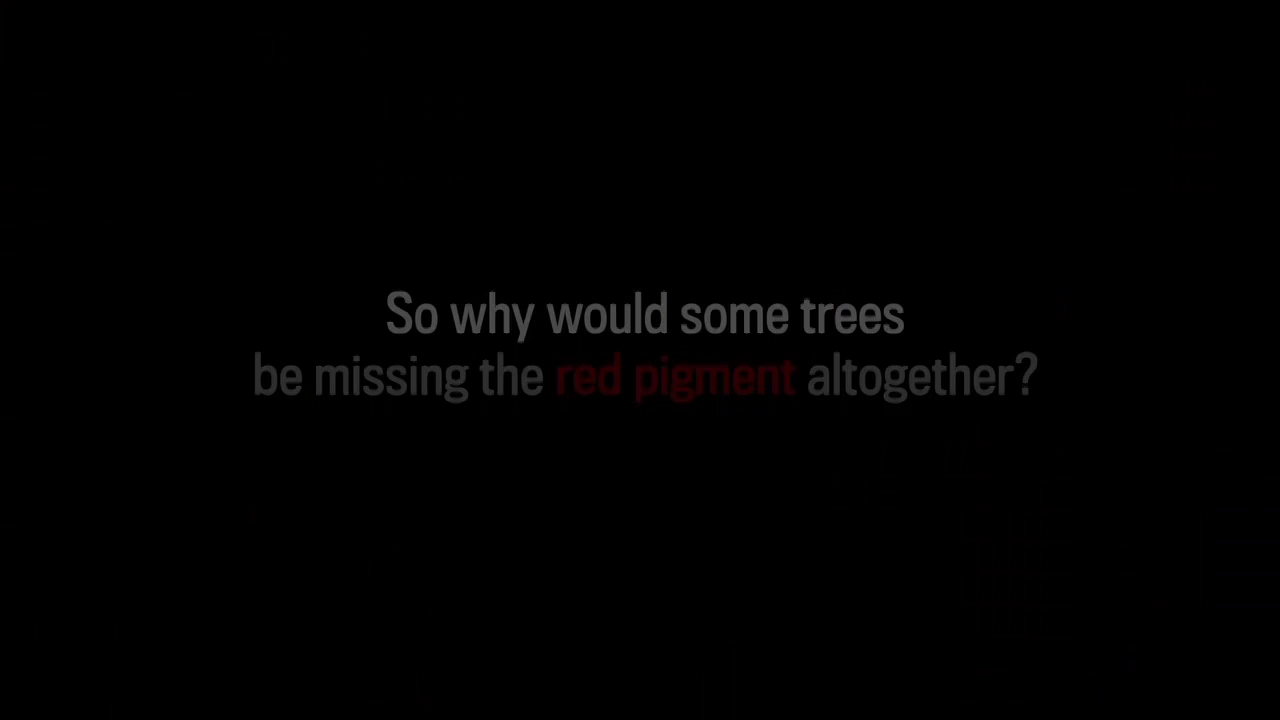 So why would some trees
be missing the red pigment altogether?